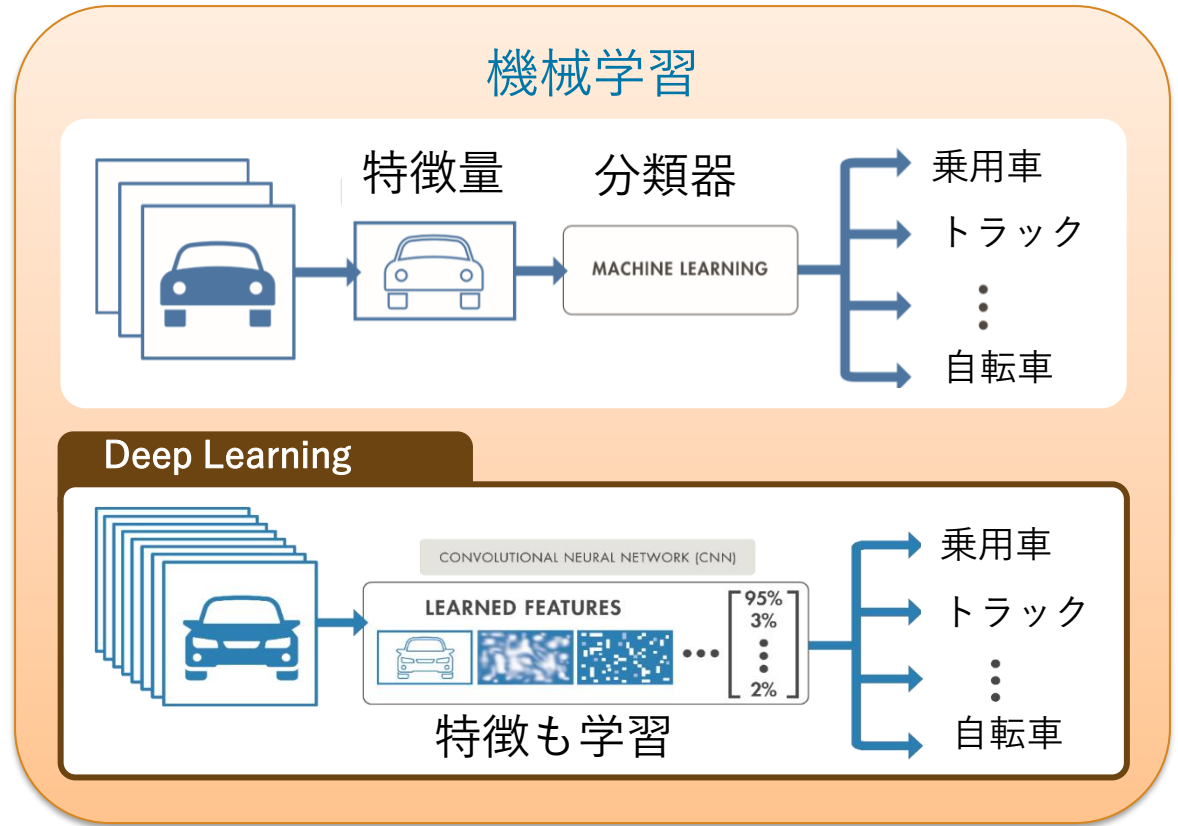 機械学習
特徴量
分類器
MACHINE LEARNING
乗用車
トラック
自転車
Deep Learning
CONVOLUTIONAL NEURAL NETWORK (CNN)
LEARNED FEATURES
95%
3%
2%
特徴も学習
乗用車
トラック
自転車